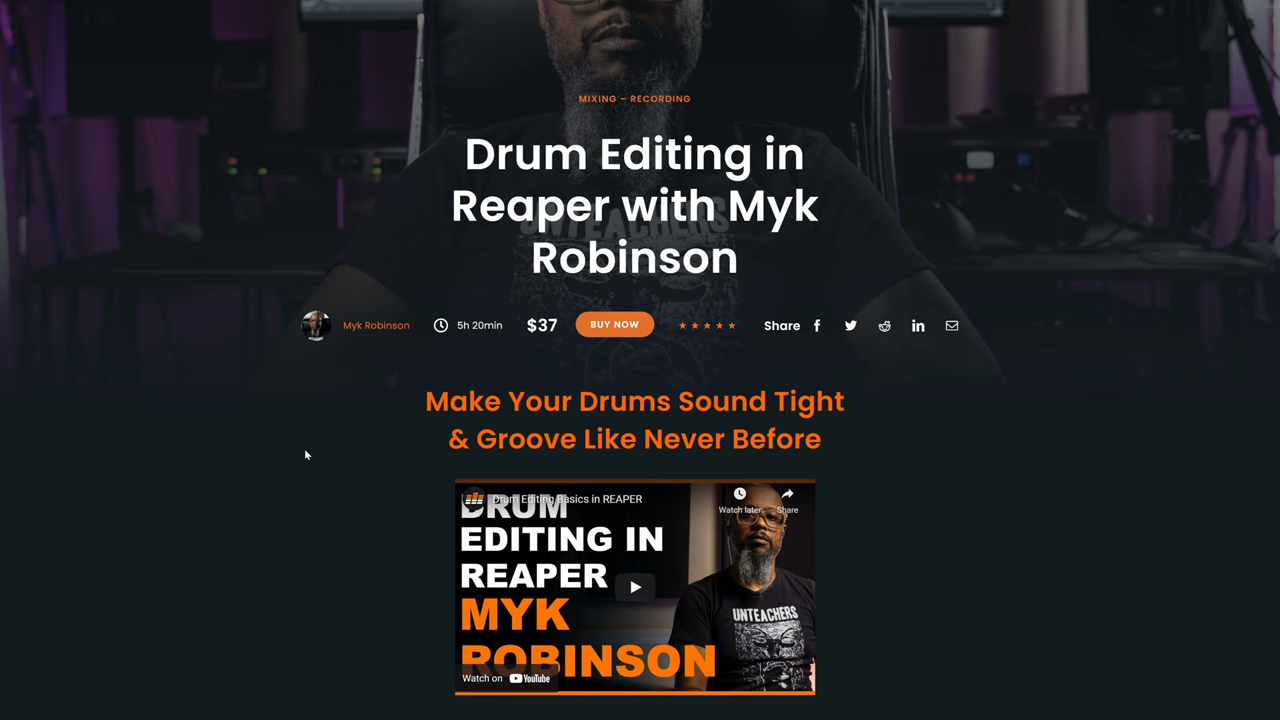 MIXING – RECORDING
Drum Editing in
Reaper with Myk
Robinson
UNTEACHERS
Myk Robinson
5h 20min
$37
BUY NOW
Share
Make Your Drums Sound Tight
& Groove Like Never Before
Drum Editing Basics in REAPER
Watch later
Share
DRUM
EDITING IN
REAPER
MYK
ROBINSON
UNTEACHERS
Watch on YouTube